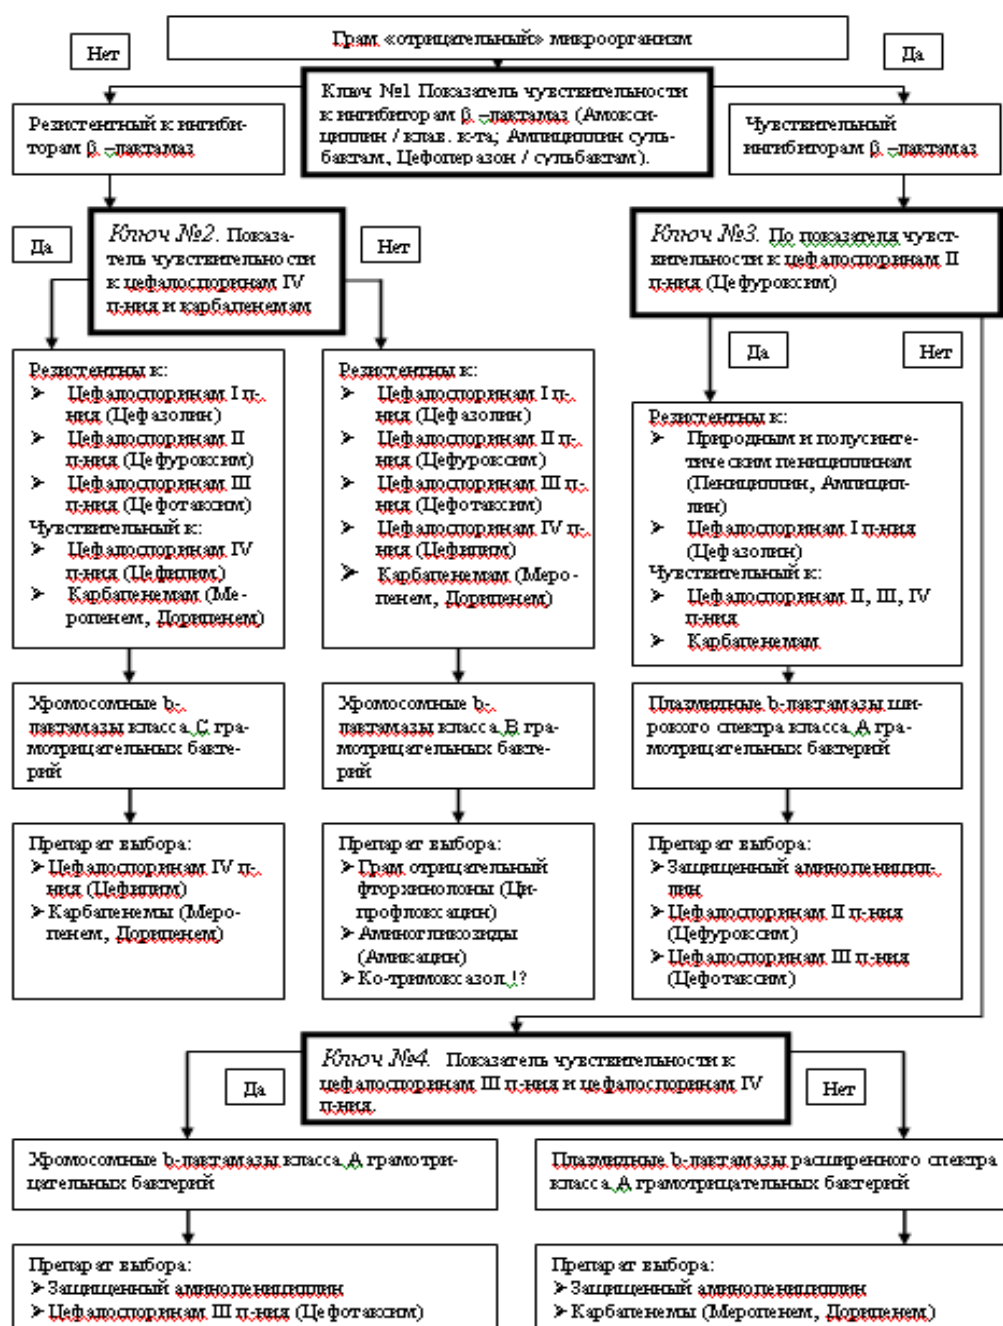 Грам «отрицательный» микроорганизм
Нет
Да
Ключ №1 Показатель чувствительности
к ингибиторам β –лактамаз (Амокси-
циллин / клав. к-та; Ампициллин суль-
бактам, Цефоперазон / сульбактам).
Резистентный к ингиби-
торам β –лактамаз
Чувствительный
ингибиторам β –лактамаз
Да
Ключ №2. Показа-
тель чувствительности
к цефалоспоринам IV
п-ния и карбапенемам
Нет
Ключ №3. По показателя чувст-
вительности к цефалоспоринам II
п-ния (Цефуроксим)
Да
Нет
Резистентны к:
➢ Цефалоспоринам I п-
ния (Цефазолин)
➢ Цефалоспоринам II
п-ния (Цефуроксим)
➢ Цефалоспоринам III
п-ния (Цефотаксим)
Чувствительный к:
➢ Цефалоспоринам IV
п-ния (Цефипим)
➢ Карбапенемам (Ме-
ропенем, Дорипенем)
Резистентны к:
➢ Цефалоспоринам I п-
ния (Цефазолин)
➢ Цефалоспоринам II п-
ния (Цефуроксим)
➢ Цефалоспоринам III п-
ния (Цефотаксим)
➢ Цефалоспоринам IV п-
ния (Цефипим)
➢ Карбапенемам (Меро-
пенем, Дорипенем)
Резистентны к:
➢ Природным и полусинте-
тическим пенициллинам
(Пенициллин, Ампицил-
лин)
➢ Цефалоспоринам I п-ния
(Цефазолин)
Чувствительный к:
➢ Цефалоспоринам II, III, IV
п-ния
➢ Карбапенемам
Хромосомные b-
лактамазы класса С гра-
мотрицательных бакте-
рий
Хромосомные b-
лактамазы класса В гра-
мотрицательных бакте-
рий
Плазмидные b-лактамазы ши-
рокого спектра класса А гра-
мотрицательных бактерий
Препарат выбора:
➢ Цефалоспоринам IV п-
ния (Цефипим)
➢ Карбапенемы (Меро-
пенем, Дорипенем)
Препарат выбора:
➢ Грам отрицательный
фторхинолоны (Ци-
профлоксацин)
➢ Аминогликозиды
(Амикацин)
➢ Ко-тримоксазол !?
Препарат выбора:
➢ Защищенный аминопеницил-
лин
➢ Цефалоспоринам II п-ния
(Цефуроксим)
➢ Цефалоспоринам III п-ния
(Цефотаксим)
Ключ №4. Показатель чувствительности к
цефалоспоринам III п-ния и цефалоспоринам IV
п-ния.
Да
Нет
Хромосомные b-лактамазы класса А грамотри-
цательных бактерий
Плазмидные b-лактамазы расширенного спектра
класса А грамотрицательных бактерий
Препарат выбора:
➢ Защищенный аминопенициллин
➢ Цефалоспоринам III п-ния (Цефотаксим)
Препарат выбора:
➢ Защищенный аминопенициллин
➢ Карбапенемы (Меропенем, Дорипенем)